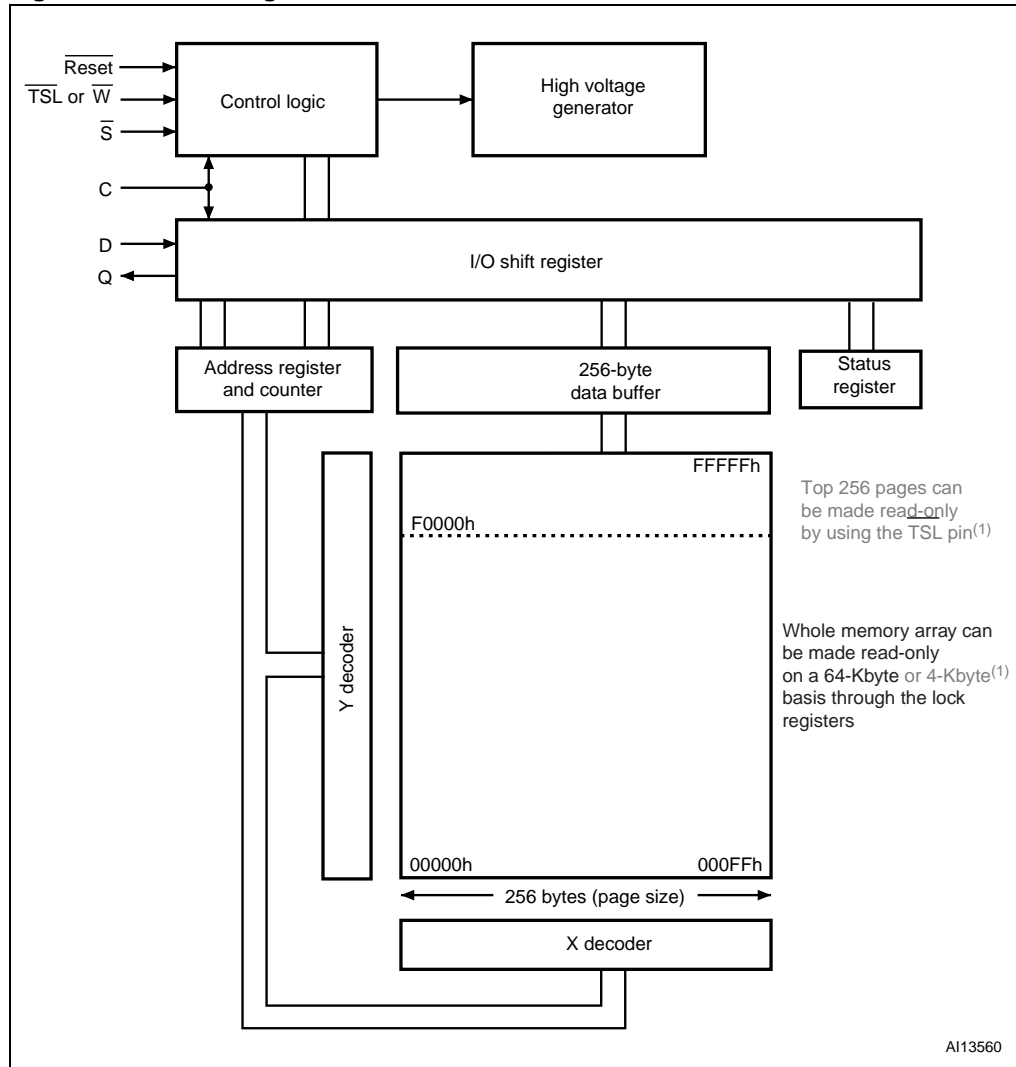 Reset
TSL or W
S
C
D
Q
Control logic
High voltage
generator
I/O shift register
Address register
and counter
256-byte
data buffer
Status
register
Y decoder
FFFFFh
F0000h
00000h
000FFh
256 bytes (page size)
X decoder
Top 256 pages can
be made read-only
by using the TSL pin(1)
Whole memory array can
be made read-only
on a 64-Kbyte or 4-Kbyte(1)
basis through the lock
registers
AI13560